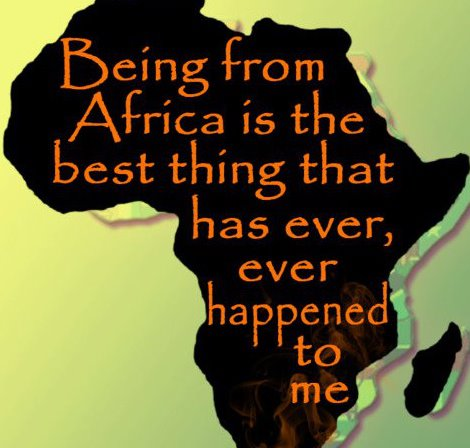 Being from
Africa is the
best thing that
has ever,
ever
happened
to
me